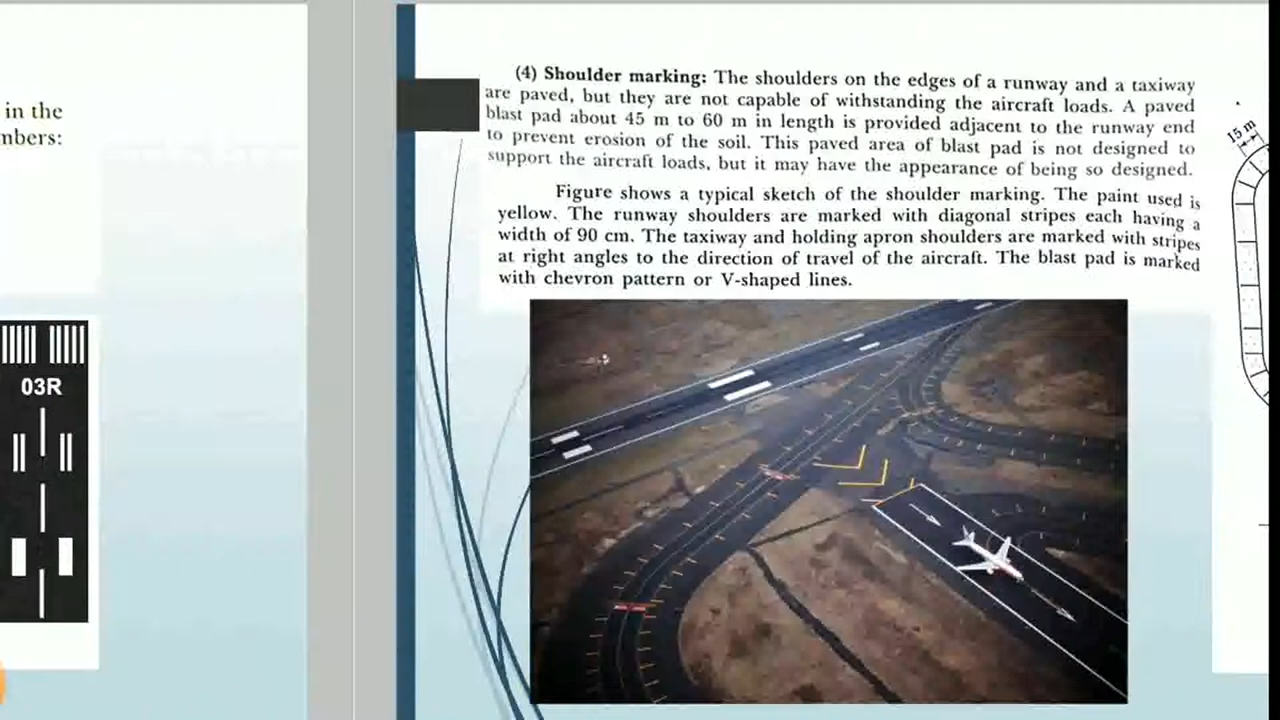 in the
mbers:
03R
(4) Shoulder marking: The shoulders on the edges of a runway and a taxiway
are paved, but they are not capable of withstanding the aircraft loads. A paved
blast pad about 45 m to 60 m in length is provided adjacent to the runway end
to prevent erosion of the soil. This paved area of blast pad is not designed to
support the aircraft loads, but it may have the appearance of being so designed.
Figure shows a typical sketch of the shoulder marking. The paint used is
yellow. The runway shoulders are marked with diagonal stripes each having a
width of 90 cm. The taxiway and holding apron shoulders are marked with stripes
at right angles to the direction of travel of the aircraft. The blast pad is marked
with chevron pattern or V-shaped lines.
15 m